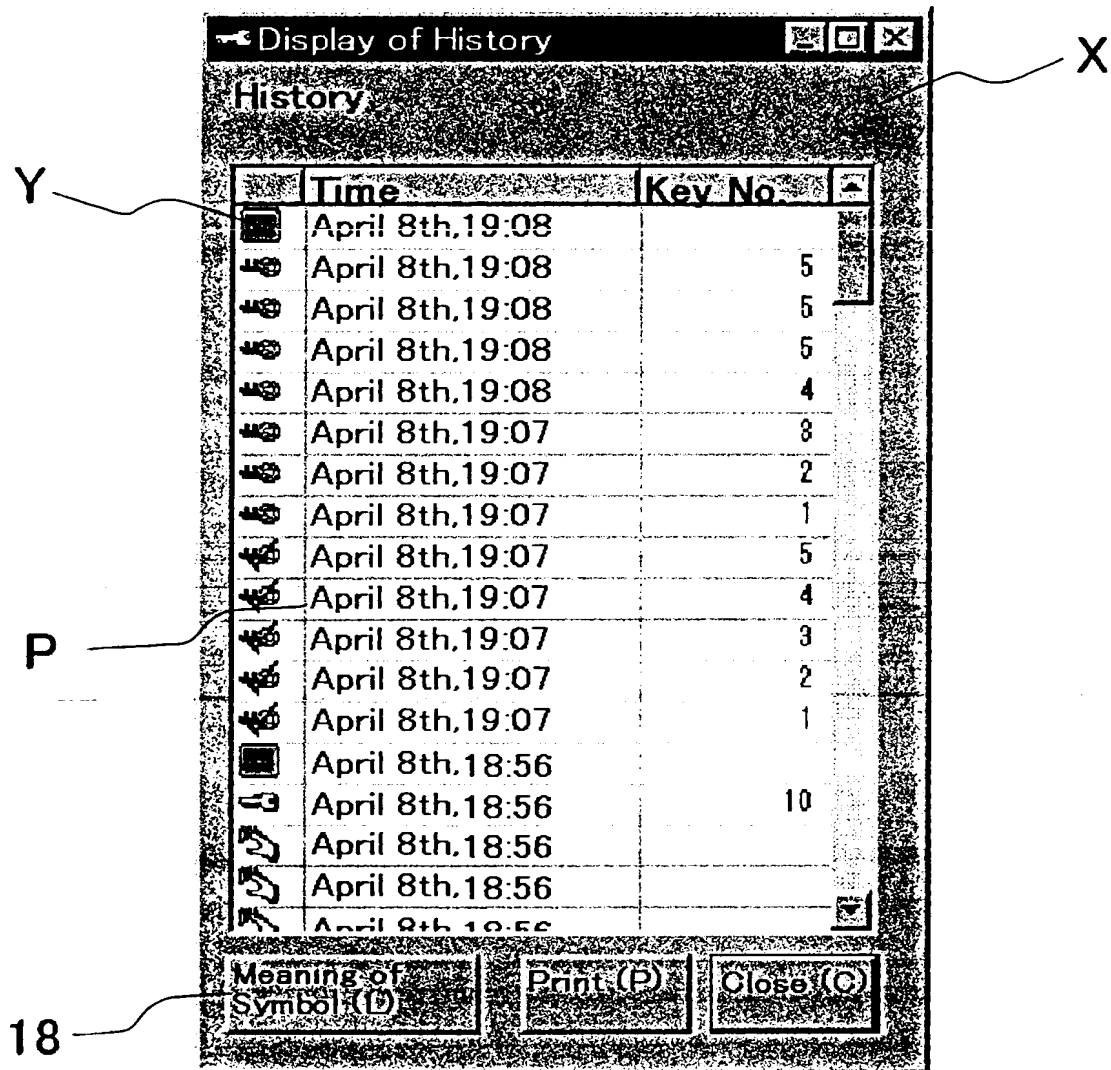 Display of History
X
History
Y
Time Key No.
April 8th,19:08
April 8th,19:08 5
April 8th,19:08 5
April 8th,19:08 5
April 8th,19:08 4
April 8th,19:07 3
April 8th,19:07 2
April 8th,19:07 1
April 8th,19:07 5
April 8th,19:07 4
P
April 8th,19:07 3
April 8th,19:07 2
April 8th,19:07 1
April 8th,18:56
April 8th,18:56 10
April 8th,18:56
April 8th,18:56
April 8th
Meaning of
Symbol Print (P) Close (C)
18